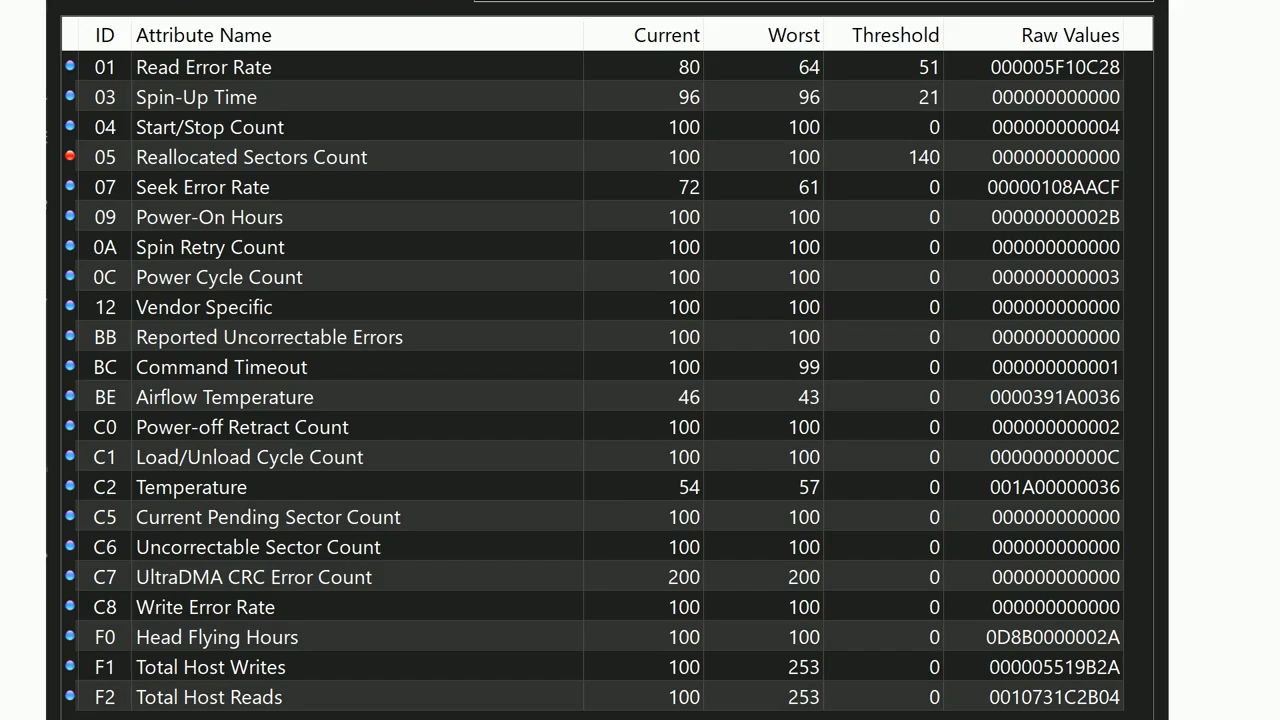 ID Attribute Name Current Worst Threshold Raw Values
01 Read Error Rate 80 64 51 000005F10C28
03 Spin-Up Time 96 96 21 000000000000
04 Start/Stop Count 100 100 0 000000000004
05 Reallocated Sectors Count 100 100 140 000000000000
07 Seek Error Rate 72 61 0 00000108AACF
09 Power-On Hours 100 100 0 00000000002B
0A Spin Retry Count 100 100 0 000000000000
0C Power Cycle Count 100 100 0 000000000003
12 Vendor Specific 100 100 0 000000000000
BB Reported Uncorrectable Errors 100 100 0 000000000000
BC Command Timeout 100 99 0 000000000001
BE Airflow Temperature 46 43 0 0000391A0036
C0 Power-off Retract Count 100 100 0 000000000002
C1 Load/Unload Cycle Count 100 100 0 00000000000C
C2 Temperature 54 57 0 001A00000036
C5 Current Pending Sector Count 100 100 0 000000000000
C6 Uncorrectable Sector Count 100 100 0 000000000000
C7 UltraDMA CRC Error Count 200 200 0 000000000000
C8 Write Error Rate 100 100 0 000000000000
F0 Head Flying Hours 100 100 0 0D8B0000002A
F1 Total Host Writes 100 253 0 000005519B2A
F2 Total Host Reads 100 253 0 0010731C2B04